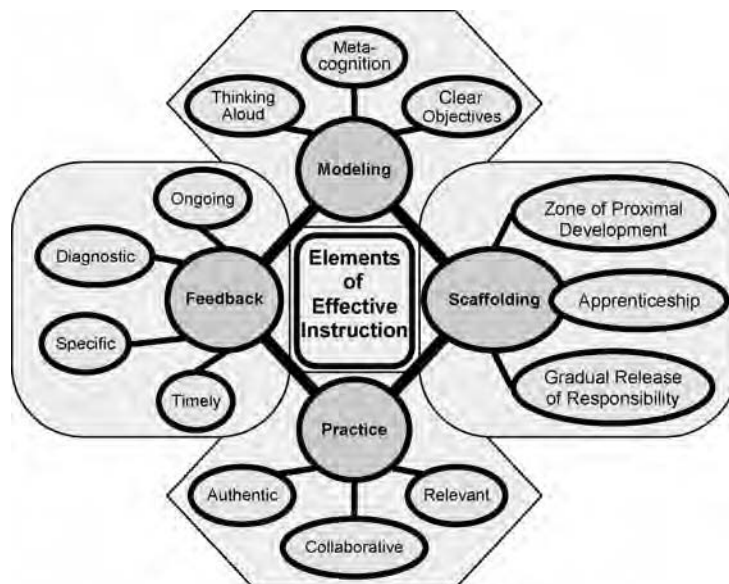 Meta-
cognition
Thinking
Aloud
Clear
Objectives
Modeling
Ongoing
Diagnostic
Feedback
Specific
Timely
Elements
of
Effective
Instruction
Zone of Proximal
Development
Scaffolding
Apprenticeship
Gradual Release
of Responsibility
Practice
Authentic
Relevant
Collaborative